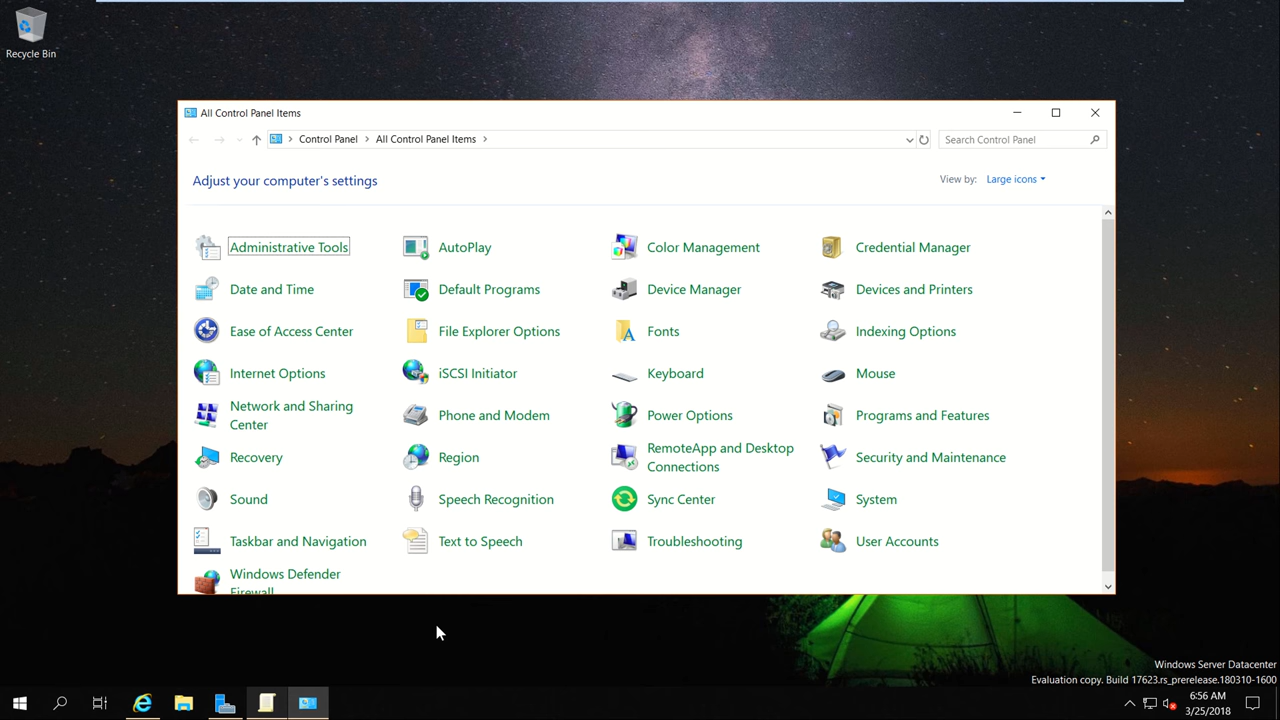 Recycle Bin
All Control Panel Items
Control Panel
All Control Panel Items
Search Control Panel
Adjust your computer's settings
View by:
Large icons
Administrative Tools
AutoPlay
Color Management
Credential Manager
Date and Time
Default Programs
Device Manager
Devices and Printers
Ease of Access Center
File Explorer Options
Fonts
Indexing Options
Internet Options
iSCSI Initiator
Keyboard
Mouse
Network and Sharing
Center
Phone and Modem
Power Options
Programs and Features
Recovery
Region
RemoteApp and Desktop
Connections
Security and Maintenance
Sound
Speech Recognition
Sync Center
System
Taskbar and Navigation
Text to Speech
Troubleshooting
User Accounts
Windows Defender
Firewall
Windows Server Datacenter
Evaluation copy. Build 17623.rs_prerelease.180310-1600
6:56 AM
3/25/2018